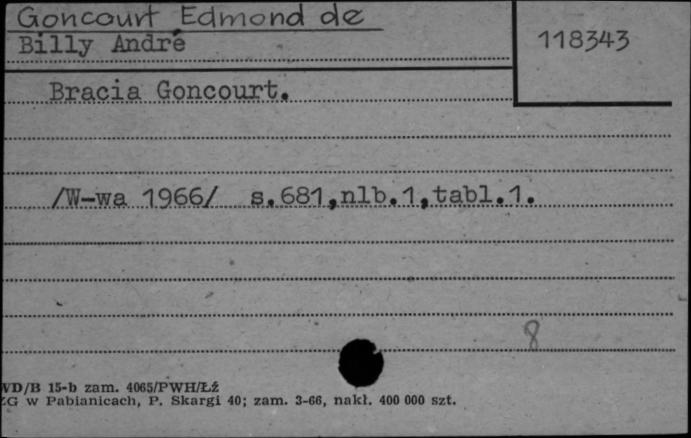 Goncourt Edmond de
Billy André
118343
Bracia Goncourt.
/W-wa 1966/ s.681,nlb.1,tabl.1.
8
WD/B 15-b zam. 4065/PWH/Łź
ZG w Pabianicach, P. Skargi 40; zam. 3-66, nakł. 400 000 szt.